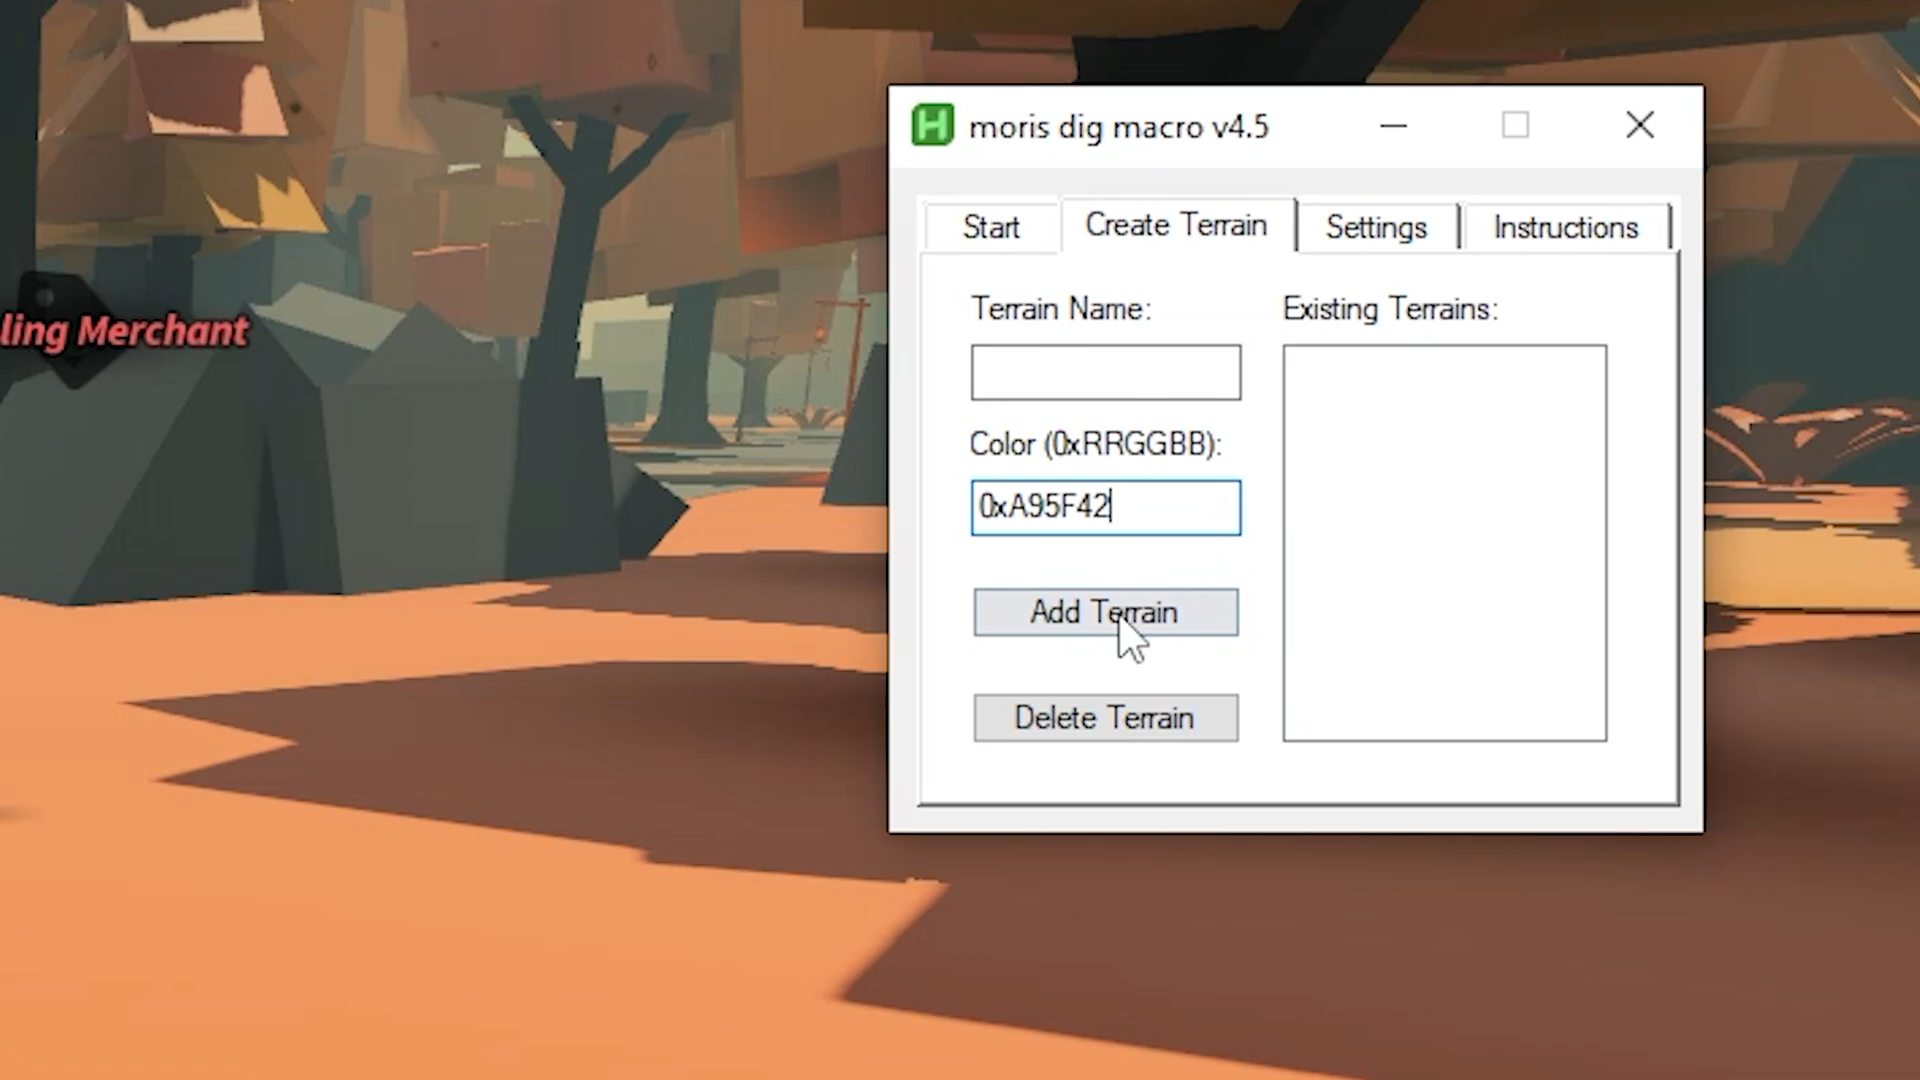 moris dig macro v4.5
Start Create Terrain Settings Instructions
Terrain Name: Existing Terrains:
ling Merchant
Color (0xRRGGBB):
0xA95F42
Add Terrain
Delete Terrain